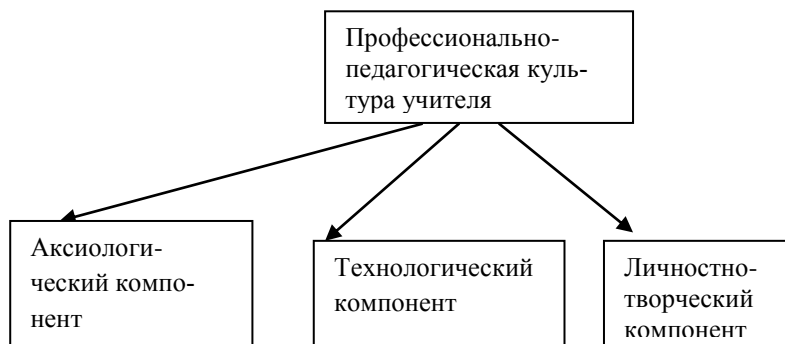 Профессионально-
педагогическая куль-
тура учителя
Аксиологи-
ческий компо-
нент
Технологический
компонент
Личностно-
творческий
компонент